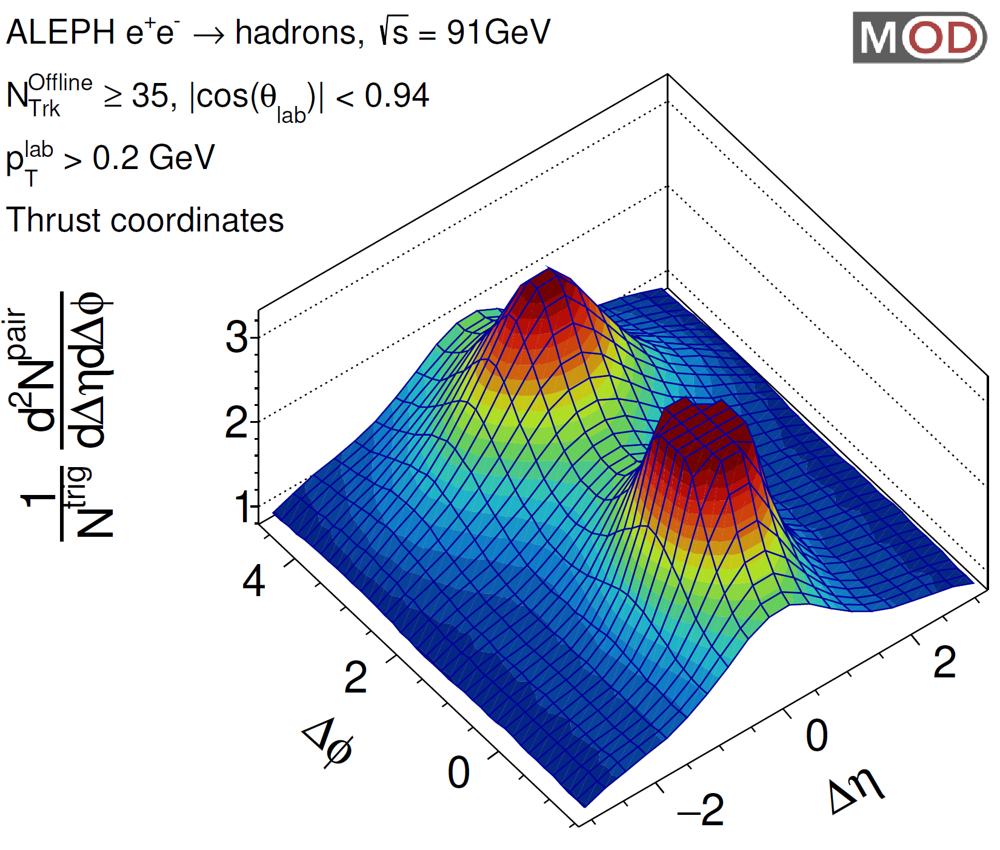 ALEPH e⁺e⁻ → hadrons, √s = 91GeV
MOD
N_Trk^Offline ≥ 35, |cos(θ_lab)| < 0.94
p_T^lab > 0.2 GeV
Thrust coordinates
1/N^trig d²N^pair/dΔηdΔϕ
3
2
1
4
2
0
Δϕ
−2
0
2
Δη